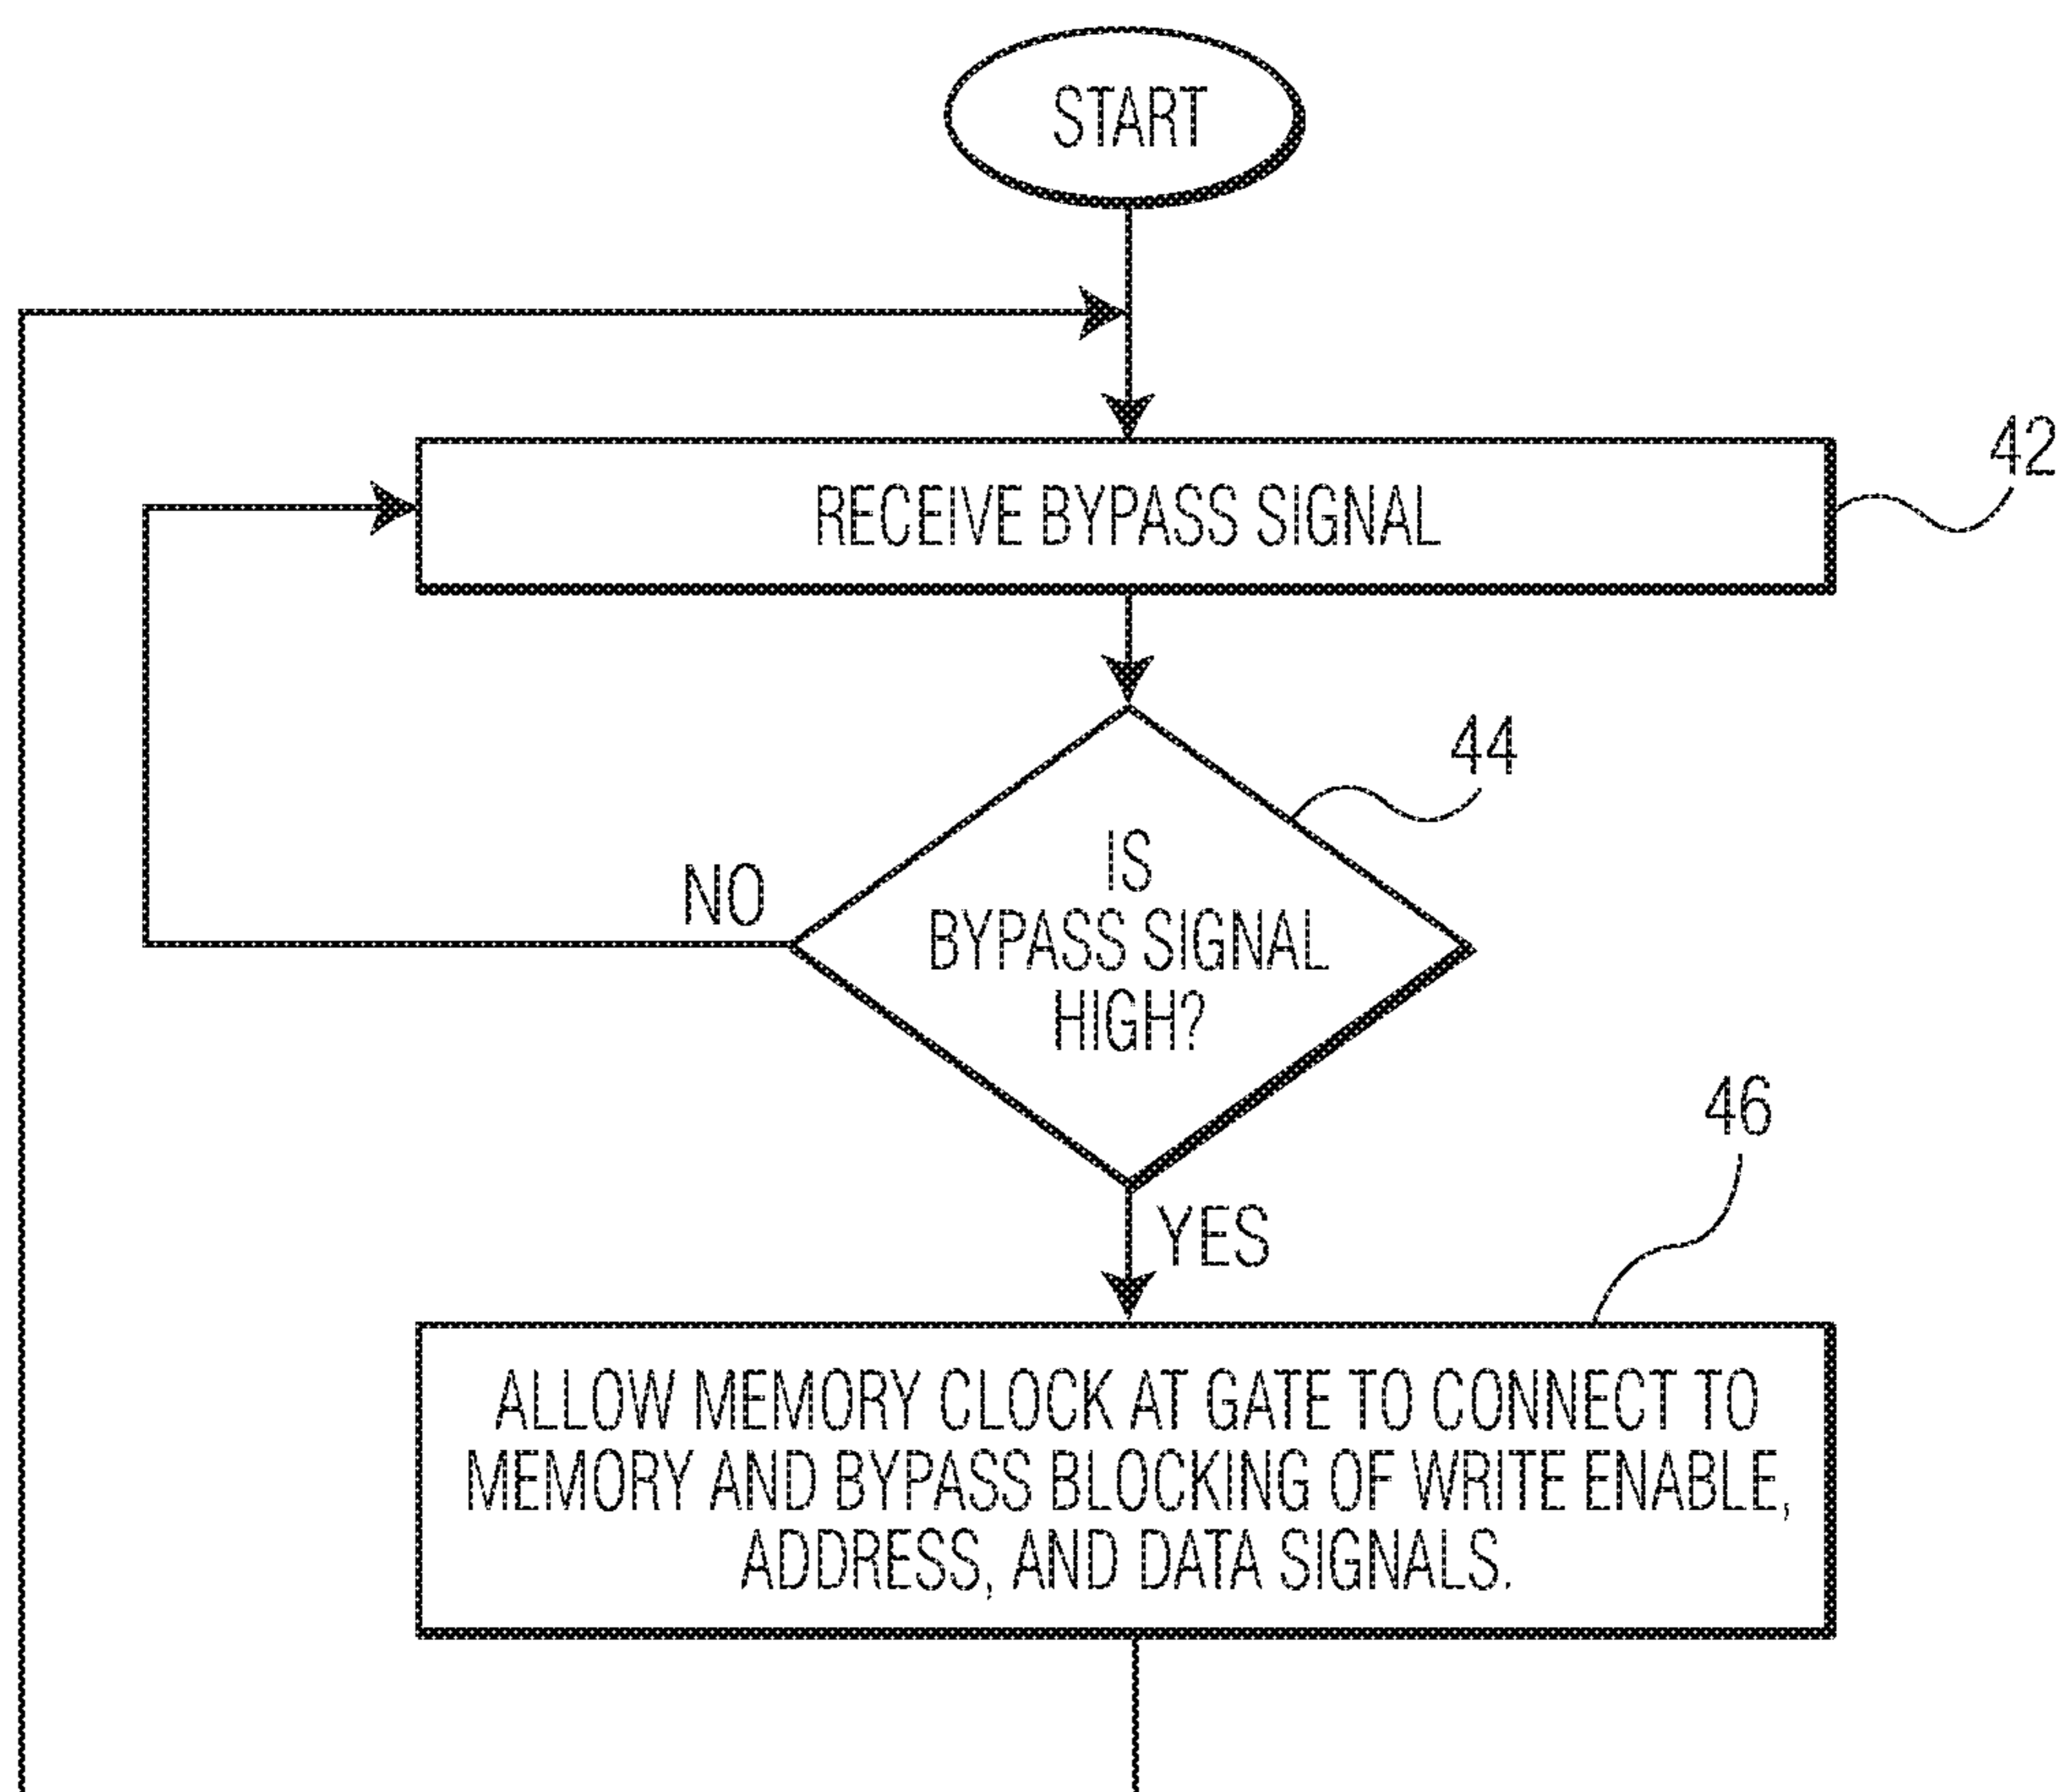 START
RECEIVE BYPASS SIGNAL
42
44
IS
BYPASS SIGNAL
HIGH?
NO
YES
46
ALLOW MEMORY CLOCK AT GATE TO CONNECT TO
MEMORY AND BYPASS BLOCKING OF WRITE ENABLE,
ADDRESS, AND DATA SIGNALS.